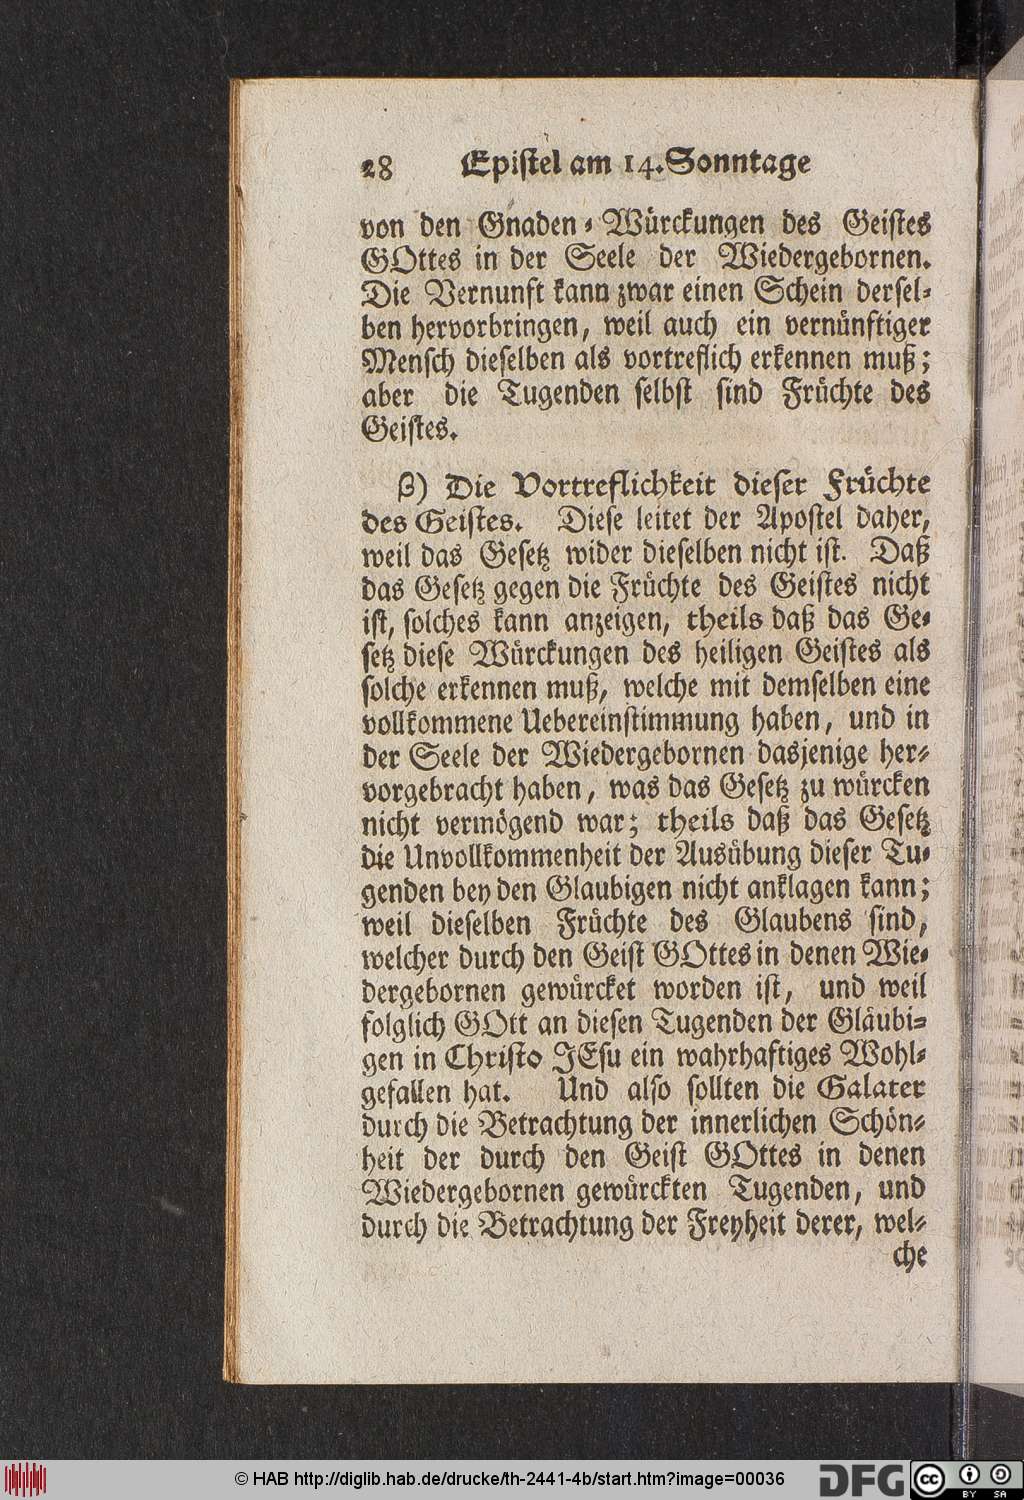 28 Epistel am 14. Sonntage
von den Gnaden-Würckungen des Geistes
GOttes in der Seele der Wiedergebornen.
Die Vernunft kann zwar einen Schein dersel-
ben hervorbringen, weil auch ein vernünftiger
Mensch dieselben als vortreflich erkennen muß;
aber die Tugenden selbst sind Früchte des
Geistes.
β) Die Vortreflichkeit dieser Früchte
des Geistes. Diese leitet der Apostel daher,
weil das Gesetz wider dieselben nicht ist. Daß
das Gesetz gegen die Früchte des Geistes nicht
ist, solches kann anzeigen, theils daß das Ge-
setz diese Würckungen des heiligen Geistes als
solche erkennen muß, welche mit demselben eine
vollkommene Uebereinstimmung haben, und in
der Seele der Wiedergebornen dasjenige her-
vorgebracht haben, was das Gesetz zu würcken
nicht vermögend war; theils daß das Gesetz
die Unvollkommenheit der Ausübung dieser Tu-
genden bey den Glaubigen nicht anklagen kann;
weil dieselben Früchte des Glaubens sind,
welcher durch den Geist GOttes in denen Wie-
dergebornen gewürcket worden ist, und weil
folglich GOtt an diesen Tugenden der Gläubi-
gen in Christo JEsu ein wahrhaftiges Wohl-
gefallen hat. Und also sollten die Galater
durch die Betrachtung der innerlichen Schön-
heit der durch den Geist GOttes in denen
Wiedergebornen gewürckten Tugenden, und
durch die Betrachtung der Freyheit derer, wel-
che
© HAB http://diglib.hab.de/drucke/th-2441-4b/start.htm?image=00036
DFG
cc BY SA